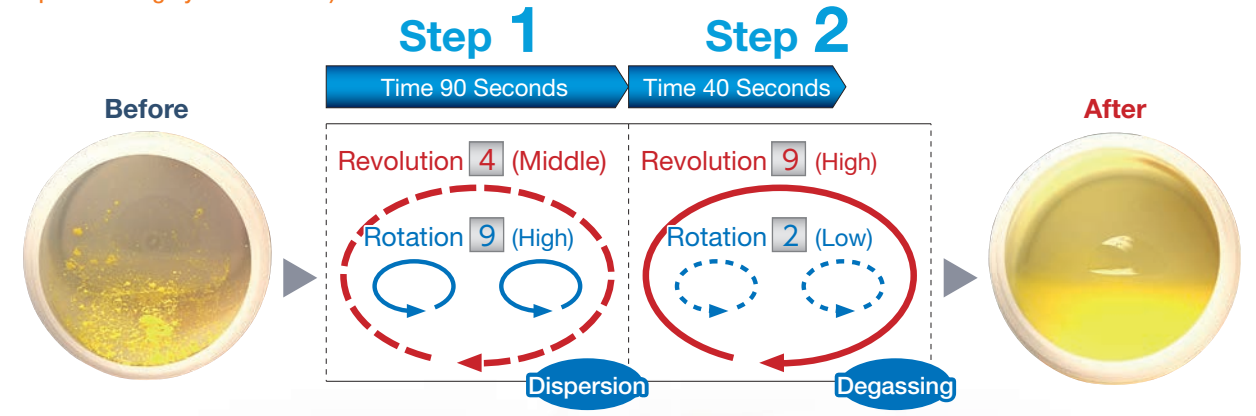 Step 1
Step 2
Time 90 Seconds
Time 40 Seconds
Before
After
Revolution 4 (Middle)
Revolution 9 (High)
Rotation 9 (High)
Rotation 2 (Low)
Dispersion
Degassing